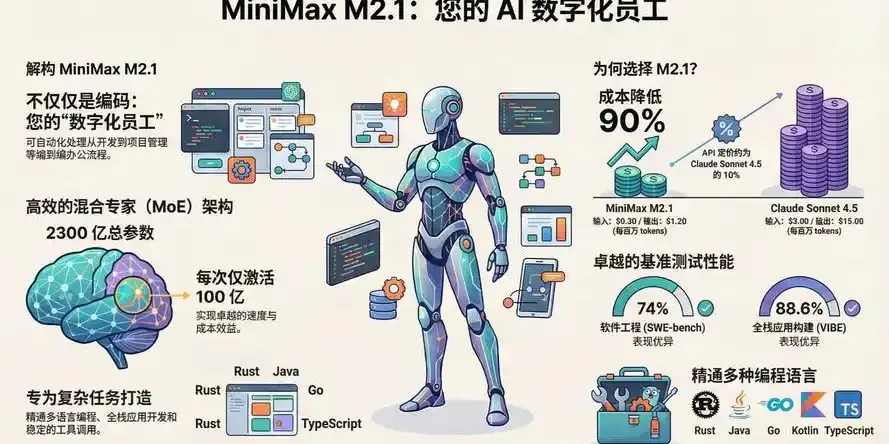 MiniMax M2.1：您的 AI 数字化员工
解构 MiniMax M2.1
不仅仅是编码：
您的“数字化员工”
可自动化处理从开发到项目管理
等编到编办公流程。
高效的混合专家（MoE）架构
2300 亿总参数
每次仅激活
100 亿
实现卓越的速度与
成本效益。
专为复杂任务打造
精通多语言编程、全栈应用开发和
稳定的工具调用。
Rust Java
Rust Go
Rust TypeScript
Project
为何选择 M2.1？
成本降低
90%
API 定价约为
Claude Sonnet 4.5
的 10%
MiniMax M2.1
输入：$0.30 / 输出：$1.20
(每百万 tokens)
Claude Sonnet 4.5
输入：$3.00 / 输出：$15.00
(每百万 tokens)
卓越的基准测试性能
74%
软件工程 (SWE-bench)
表现优异
88.6%
全栈应用构建 (VIBE)
表现优异
精通多种编程语言
GO
TS
Rust Java Go Kotlin TypeScript